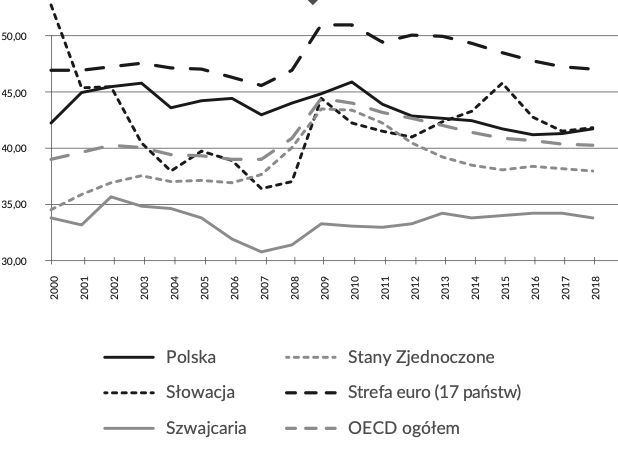 50,00
45,00
40,00
35,00
30,00
2000 2001 2002 2003 2004 2005 2006 2007 2008 2009 2010 2011 2012 2013 2014 2015 2016 2017 2018
Polska Stany Zjednoczone
Słowacja Strefa euro (17 państw)
Szwajcaria OECD ogółem